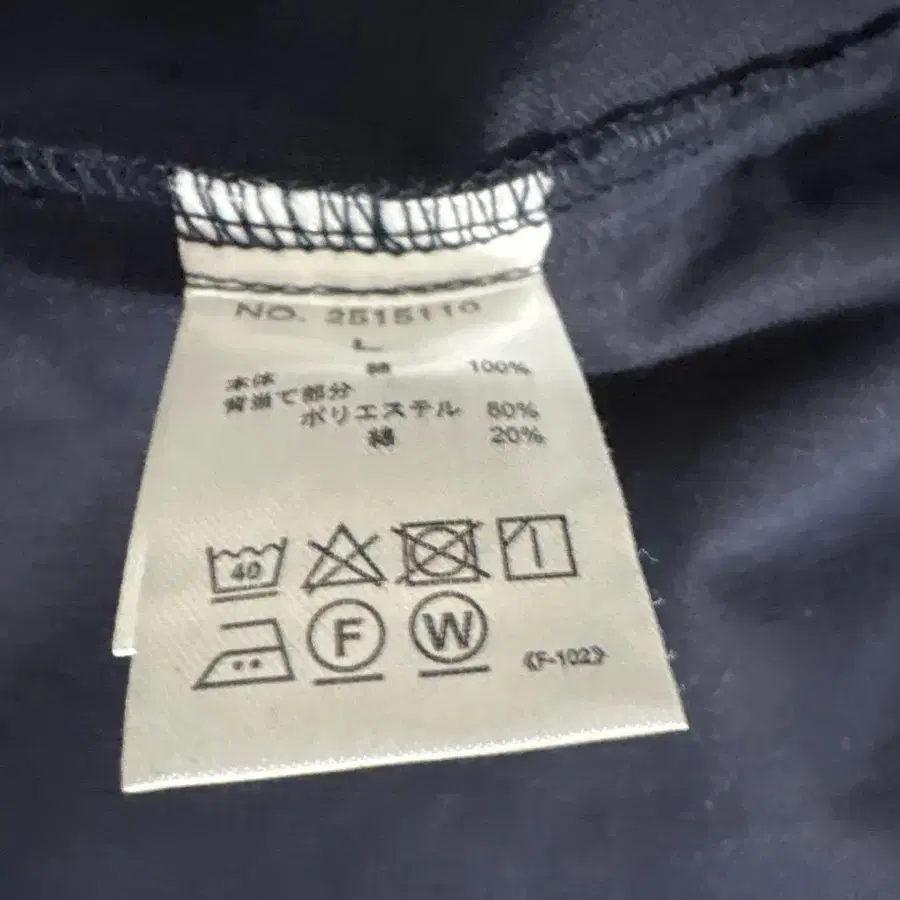 NO. 2515110
L
本体 綿 100%
背当て部分
ポリエステル 80%
綿 20%
40
F W 《F-102》